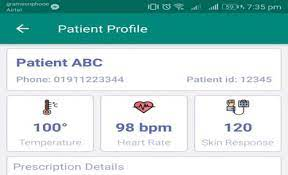 grameenphone
Airtel
7:35 pm
Patient Profile
Patient ABC
Phone: 01911223344 Patient id: 12345
100° 98 bpm 120
Temperature Heart Rate Skin Response
Prescription Details